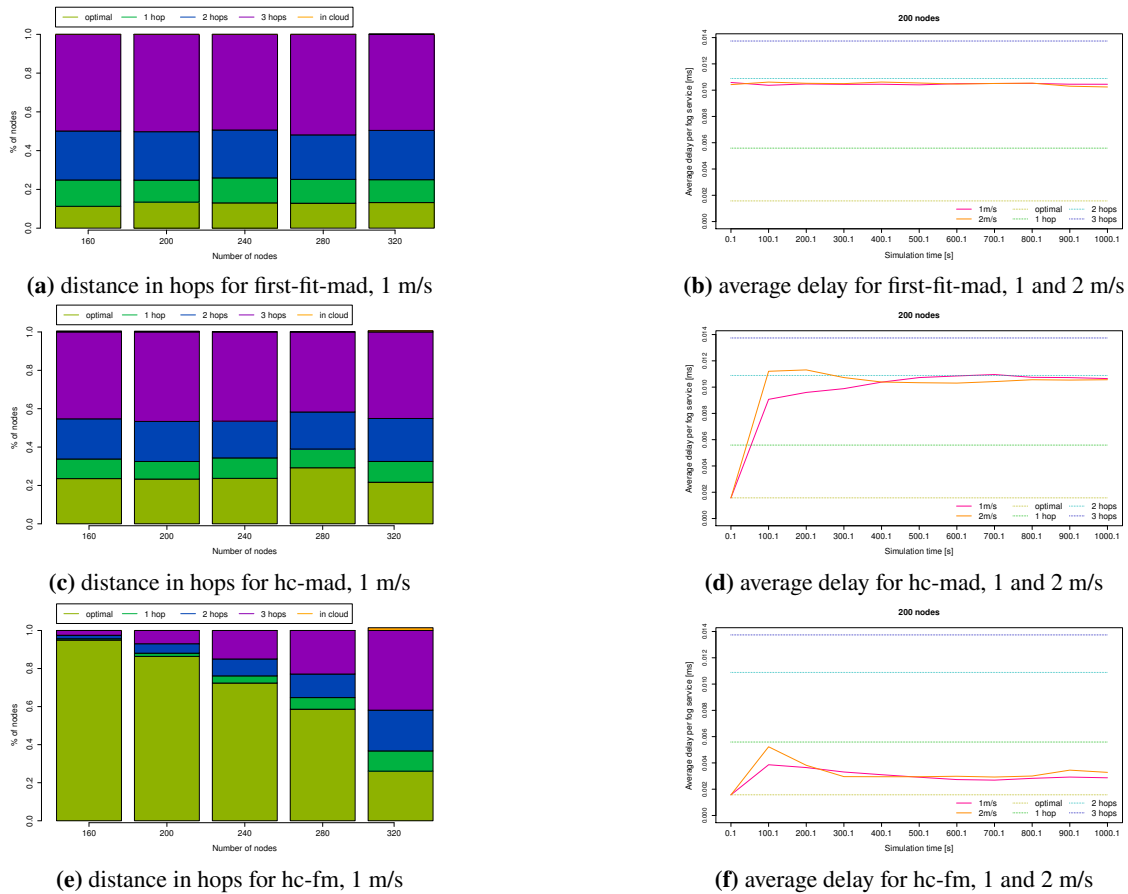 optimal 1 hop 2 hops 3 hops in cloud
% of nodes
0.0 0.2 0.4 0.6 0.8 1.0
160 200 240 280 320
Number of nodes
(a) distance in hops for first-fit-mad, 1 m/s
200 nodes
Average delay per fog service [ms]
0.000 0.002 0.004 0.006 0.008 0.010 0.012 0.014
1m/s optimal 2 hops
2m/s 1 hop 3 hops
0.1 100.1 200.1 300.1 400.1 500.1 600.1 700.1 800.1 900.1 1000.1
Simulation time [s]
(b) average delay for first-fit-mad, 1 and 2 m/s
optimal 1 hop 2 hops 3 hops in cloud
% of nodes
0.0 0.2 0.4 0.6 0.8 1.0
160 200 240 280 320
Number of nodes
(c) distance in hops for hc-mad, 1 m/s
200 nodes
Average delay per fog service [ms]
0.000 0.002 0.004 0.006 0.008 0.010 0.012 0.014
1m/s optimal 2 hops
2m/s 1 hop 3 hops
0.1 100.1 200.1 300.1 400.1 500.1 600.1 700.1 800.1 900.1 1000.1
Simulation time [s]
(d) average delay for hc-mad, 1 and 2 m/s
optimal 1 hop 2 hops 3 hops in cloud
% of nodes
0.0 0.2 0.4 0.6 0.8 1.0
160 200 240 280 320
Number of nodes
(e) distance in hops for hc-fm, 1 m/s
200 nodes
Average delay per fog service [ms]
0.000 0.002 0.004 0.006 0.008 0.010 0.012 0.014
1m/s optimal 2 hops
2m/s 1 hop 3 hops
0.1 100.1 200.1 300.1 400.1 500.1 600.1 700.1 800.1 900.1 1000.1
Simulation time [s]
(f) average delay for hc-fm, 1 and 2 m/s